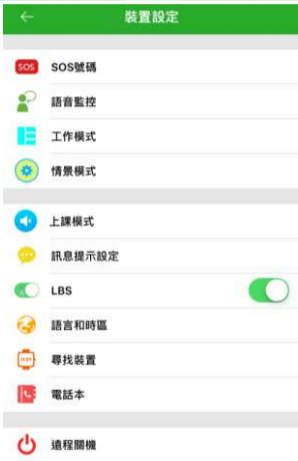 裝置設定
SOS SOS號碼
語音監控
工作模式
情景模式
上課模式
訊息提示設定
LBS
語言和時區
尋找裝置
電話本
遠程關機